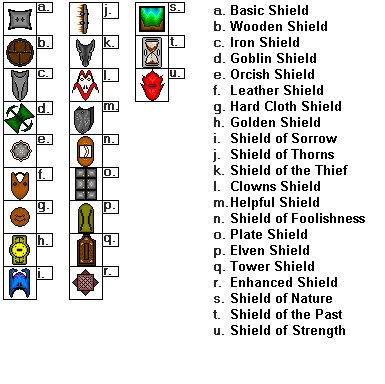 a.
b.
c.
d.
e.
f.
g.
h.
i.
j.
k.
l.
m.
n.
o.
p.
q.
r.
s.
t.
u.
a. Basic Shield
b. Wooden Shield
c. Iron Shield
d. Goblin Shield
e. Orcish Shield
f. Leather Shield
g. Hard Cloth Shield
h. Golden Shield
i. Shield of Sorrow
j. Shield of Thorns
k. Shield of the Thief
l. Clowns Shield
m. Helpful Shield
n. Shield of Foolishness
o. Plate Shield
p. Elven Shield
q. Tower Shield
r. Enhanced Shield
s. Shield of Nature
t. Shield of the Past
u. Shield of Strength